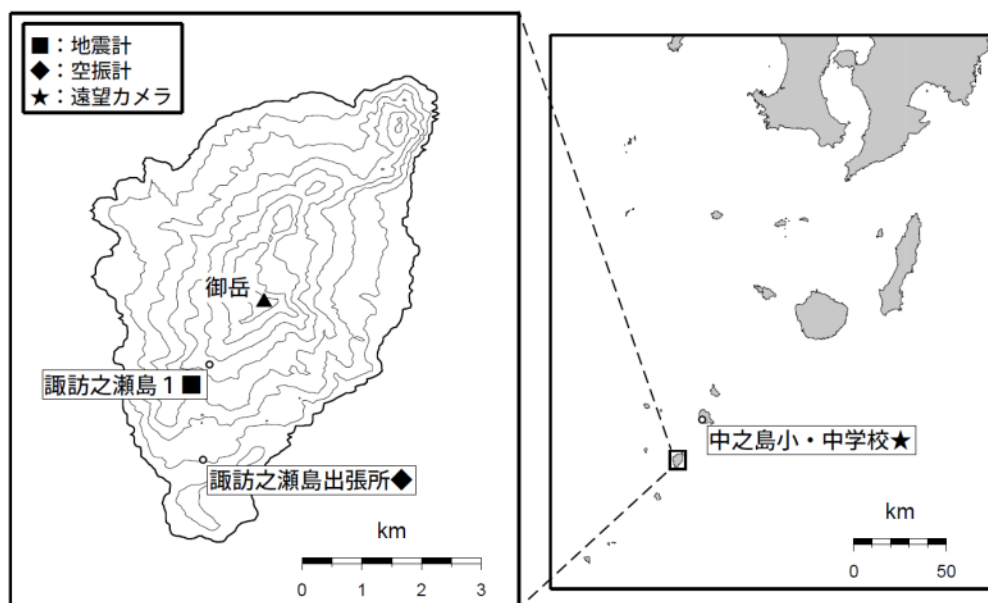 ■：地震計
◆：空振計
★：遠望カメラ
御岳
諏訪之瀬島１■
諏訪之瀬島出張所◆
km
0 1 2 3
中之島小・中学校★
km
0 50